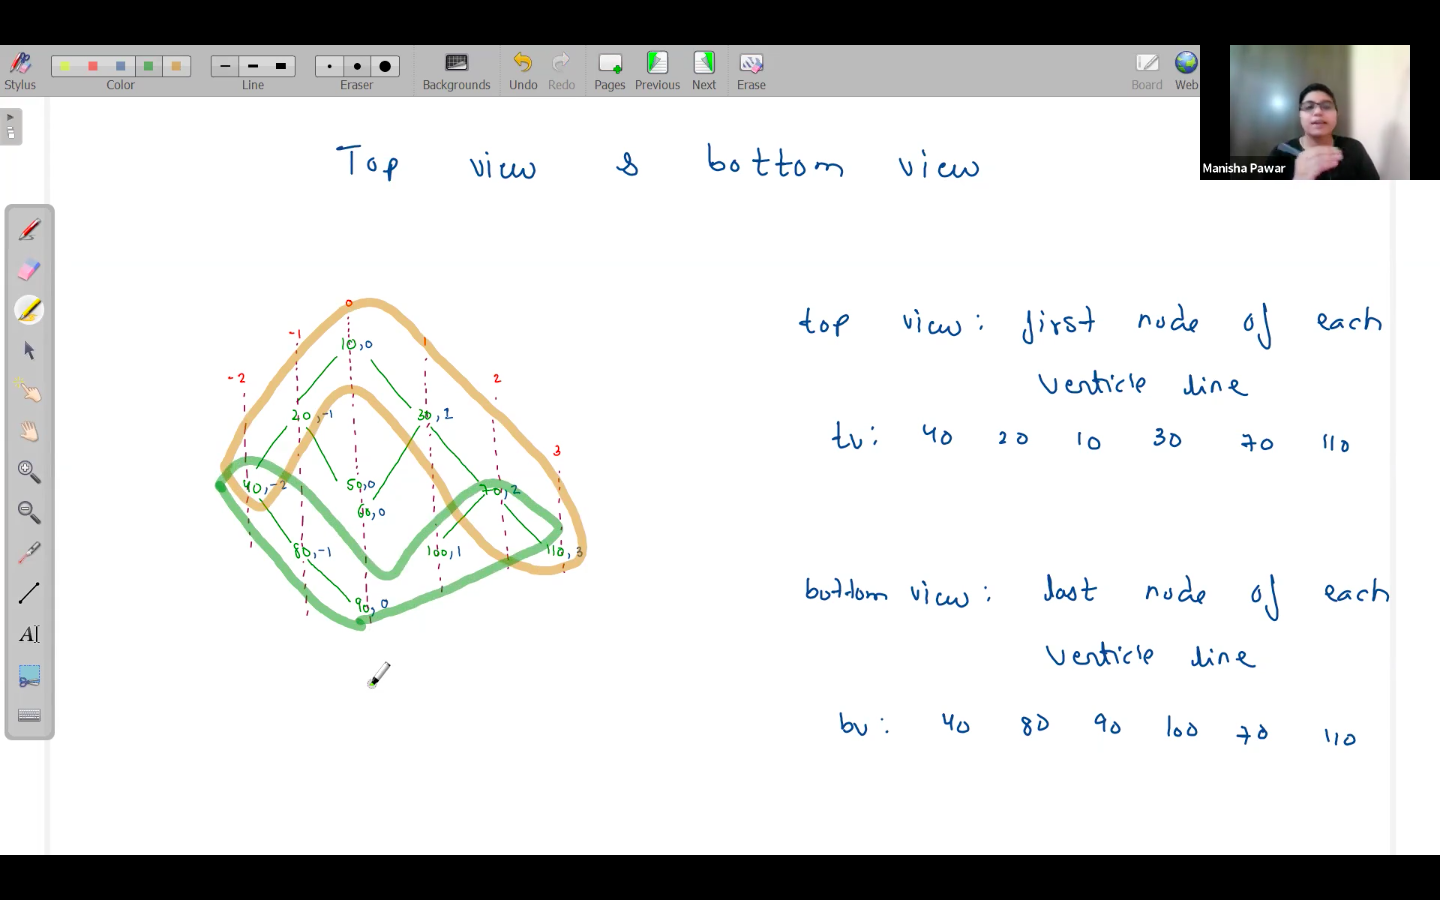 Stylus Color Line Eraser Backgrounds Undo Redo Pages Previous Next Erase Board Web
Manisha Pawar
Top view & bottom view
0
-1
1
10,0
-2
2
20,-1
30,1
3
40,-2
50,0
70,2
60,0
80,-1
100,1
110,3
90,0
top view: first node of each
verticle line
tv: 40 20 10 30 70 110
bottom view: last node of each
verticle line
bv: 40 80 90 100 70 110